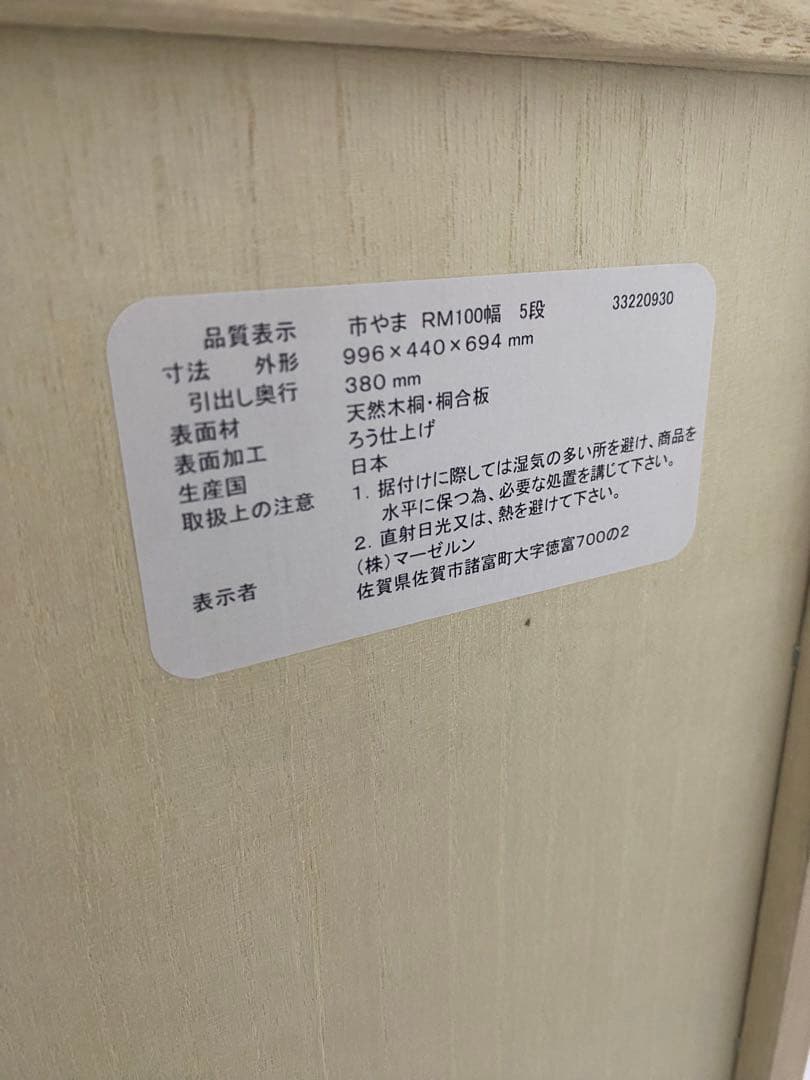 品質表示 市やま RM100幅 5段 33220930
寸法 外形 996×440×694 mm
引出し奥行 380 mm
表面材 天然木桐・桐合板
表面加工 ろう仕上げ
生産国 日本
取扱上の注意 1. 据付けに際しては湿気の多い所を避け、商品を
水平に保つ為、必要な処置を講じて下さい。
2. 直射日光又は、熱を避けて下さい。
表示者 (株)マーゼルン
佐賀県佐賀市諸富町大字徳富700の2